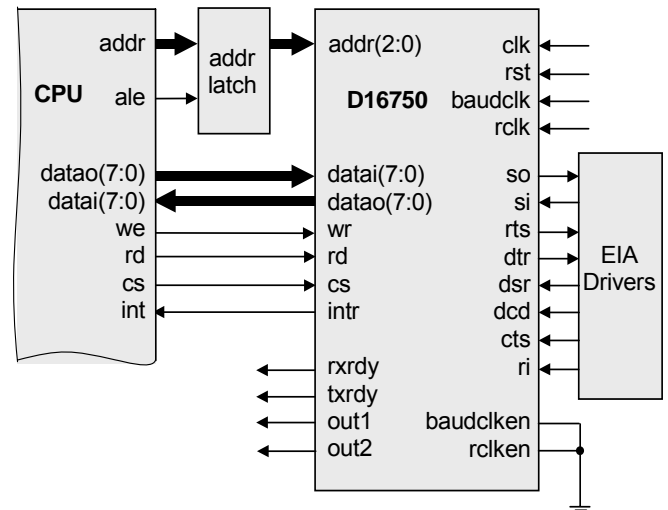 addr
CPU
ale
datao(7:0)
datai(7:0)
we
rd
cs
int
addr
latch
addr(2:0)
D16750
datai(7:0)
datao(7:0)
wr
rd
cs
intr
rxrdy
txrdy
out1
out2
clk
rst
baudclk
rclk
so
si
rts
dtr
dsr
dcd
cts
ri
baudclken
rclken
EIA
Drivers